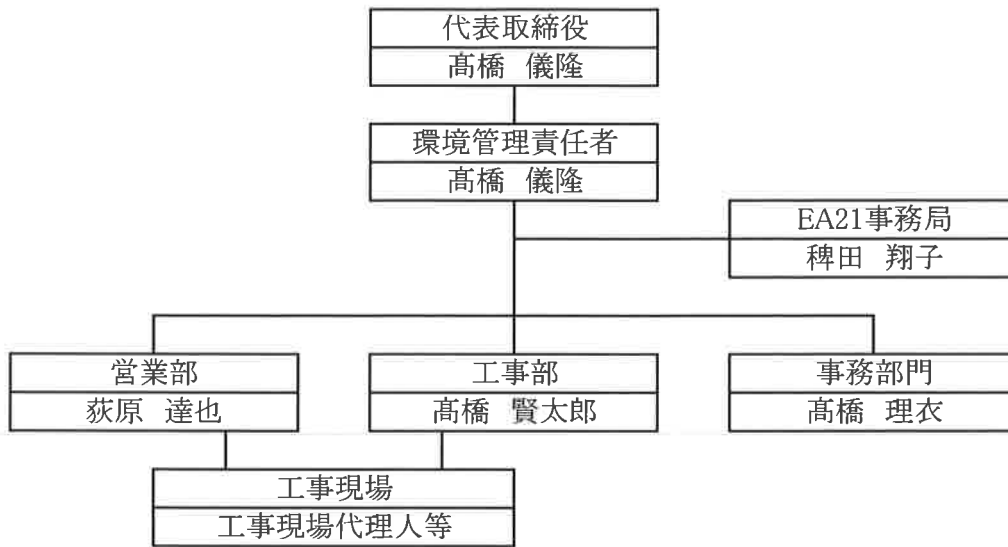 代表取締役
髙橋 儀隆
環境管理責任者
髙橋 儀隆
EA21事務局
稗田 翔子
営業部
荻原 達也
工事部
髙橋 賢太郎
事務部門
髙橋 理衣
工事現場
工事現場代理人等